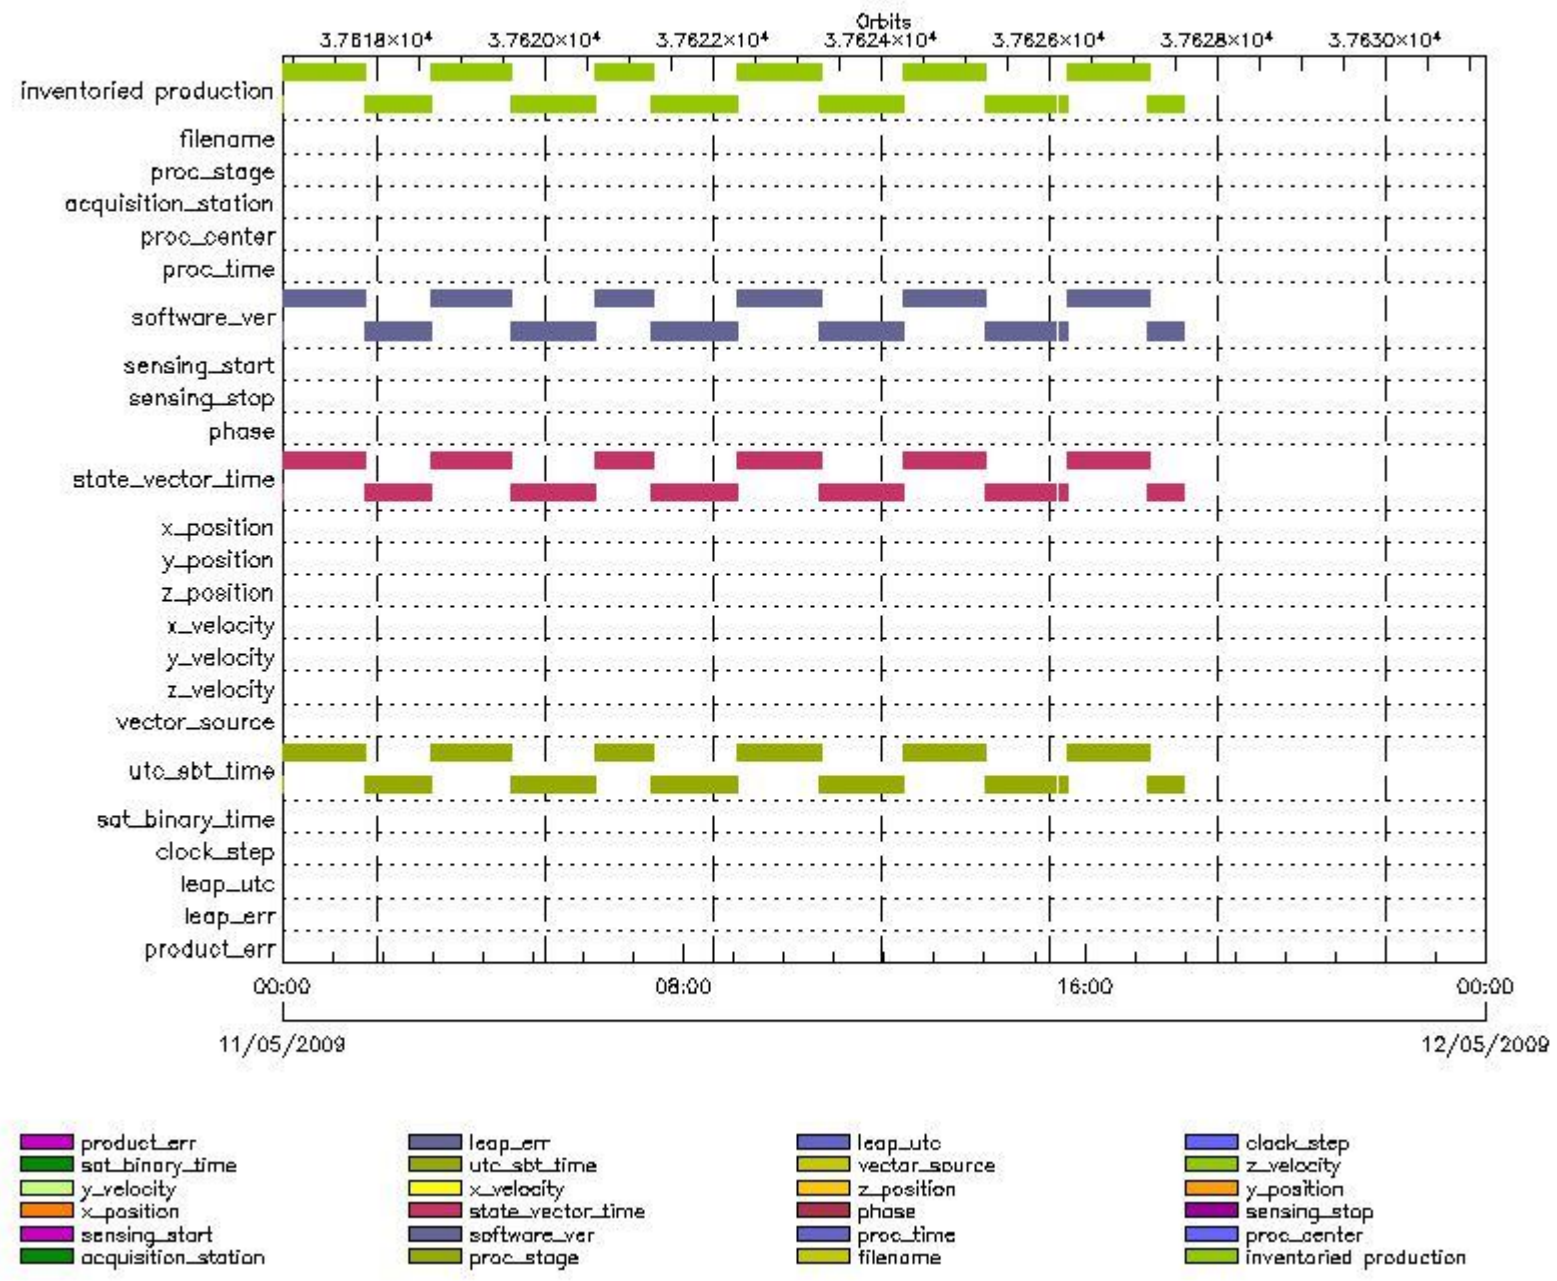 Orbits
3.7618×10⁴ 3.7620×10⁴ 3.7622×10⁴ 3.7624×10⁴ 3.7626×10⁴ 3.7628×10⁴ 3.7630×10⁴
inventoried production
filename
proc_stage
acquisition_station
proc_center
proc_time
software_ver
sensing_start
sensing_stop
phase
state_vector_time
x_position
y_position
z_position
x_velocity
y_velocity
z_velocity
vector_source
utc_sbt_time
sat_binary_time
clock_step
leap_utc
leap_err
product_err
00:00 08:00 16:00 00:00
11/05/2009 12/05/2009
product_err leap_err leap_utc clock_step
sat_binary_time utc_sbt_time vector_source z_velocity
y_velocity x_velocity z_position y_position
x_position state_vector_time phase sensing_stop
sensing_start software_ver proc_time proc_center
acquisition_station proc_stage filename inventoried production